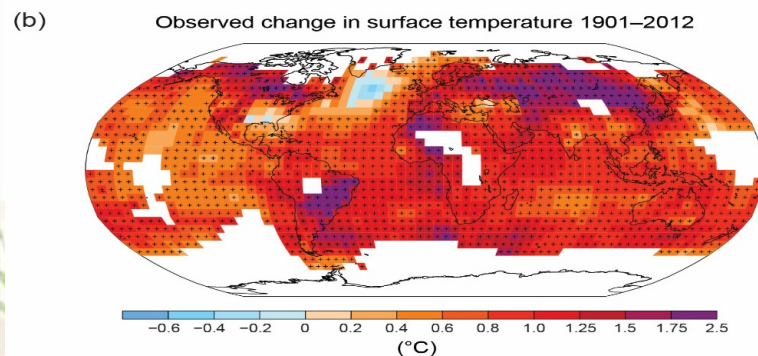 (b) Observed change in surface temperature 1901–2012
−0.6 −0.4 −0.2 0 0.2 0.4 0.6 0.8 1.0 1.25 1.5 1.75 2.5
(°C)